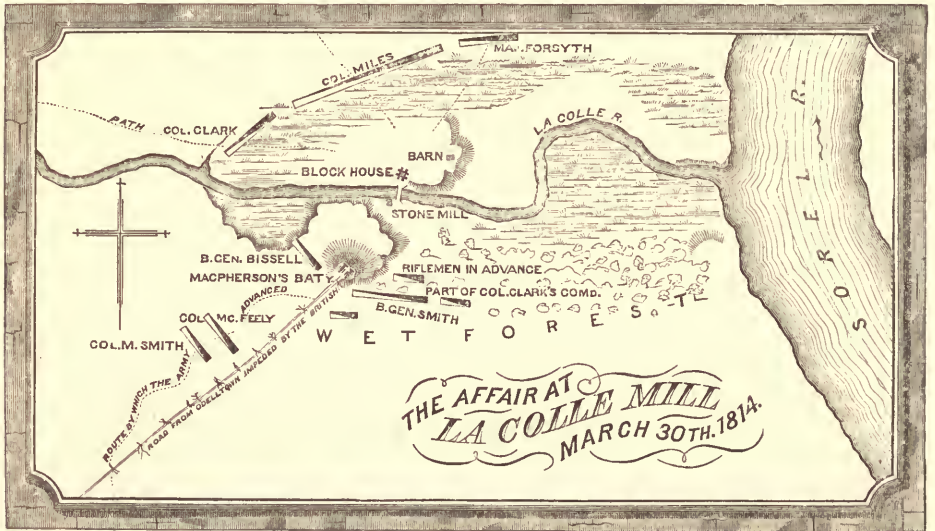 MAJ. FORSYTH
COL. MILES
PATH
COL. CLARK
LA COLLE R.
BARN
BLOCK HOUSE
STONE MILL
SOREL R.
B.GEN. BISSELL
MACPHERSON'S BATY
RIFLEMEN IN ADVANCE
PART OF COL. CLARK'S COMD.
B.GEN. SMITH
WET FOREST
COL. MC. FEELY
COL. M. SMITH
ROUTE BY WHICH THE ARMY ADVANCED
ROAD FROM ODELLTOWN IMPEDED BY THE BRITISH
THE AFFAIR AT
LA COLLE MILL
MARCH 30TH. 1814.